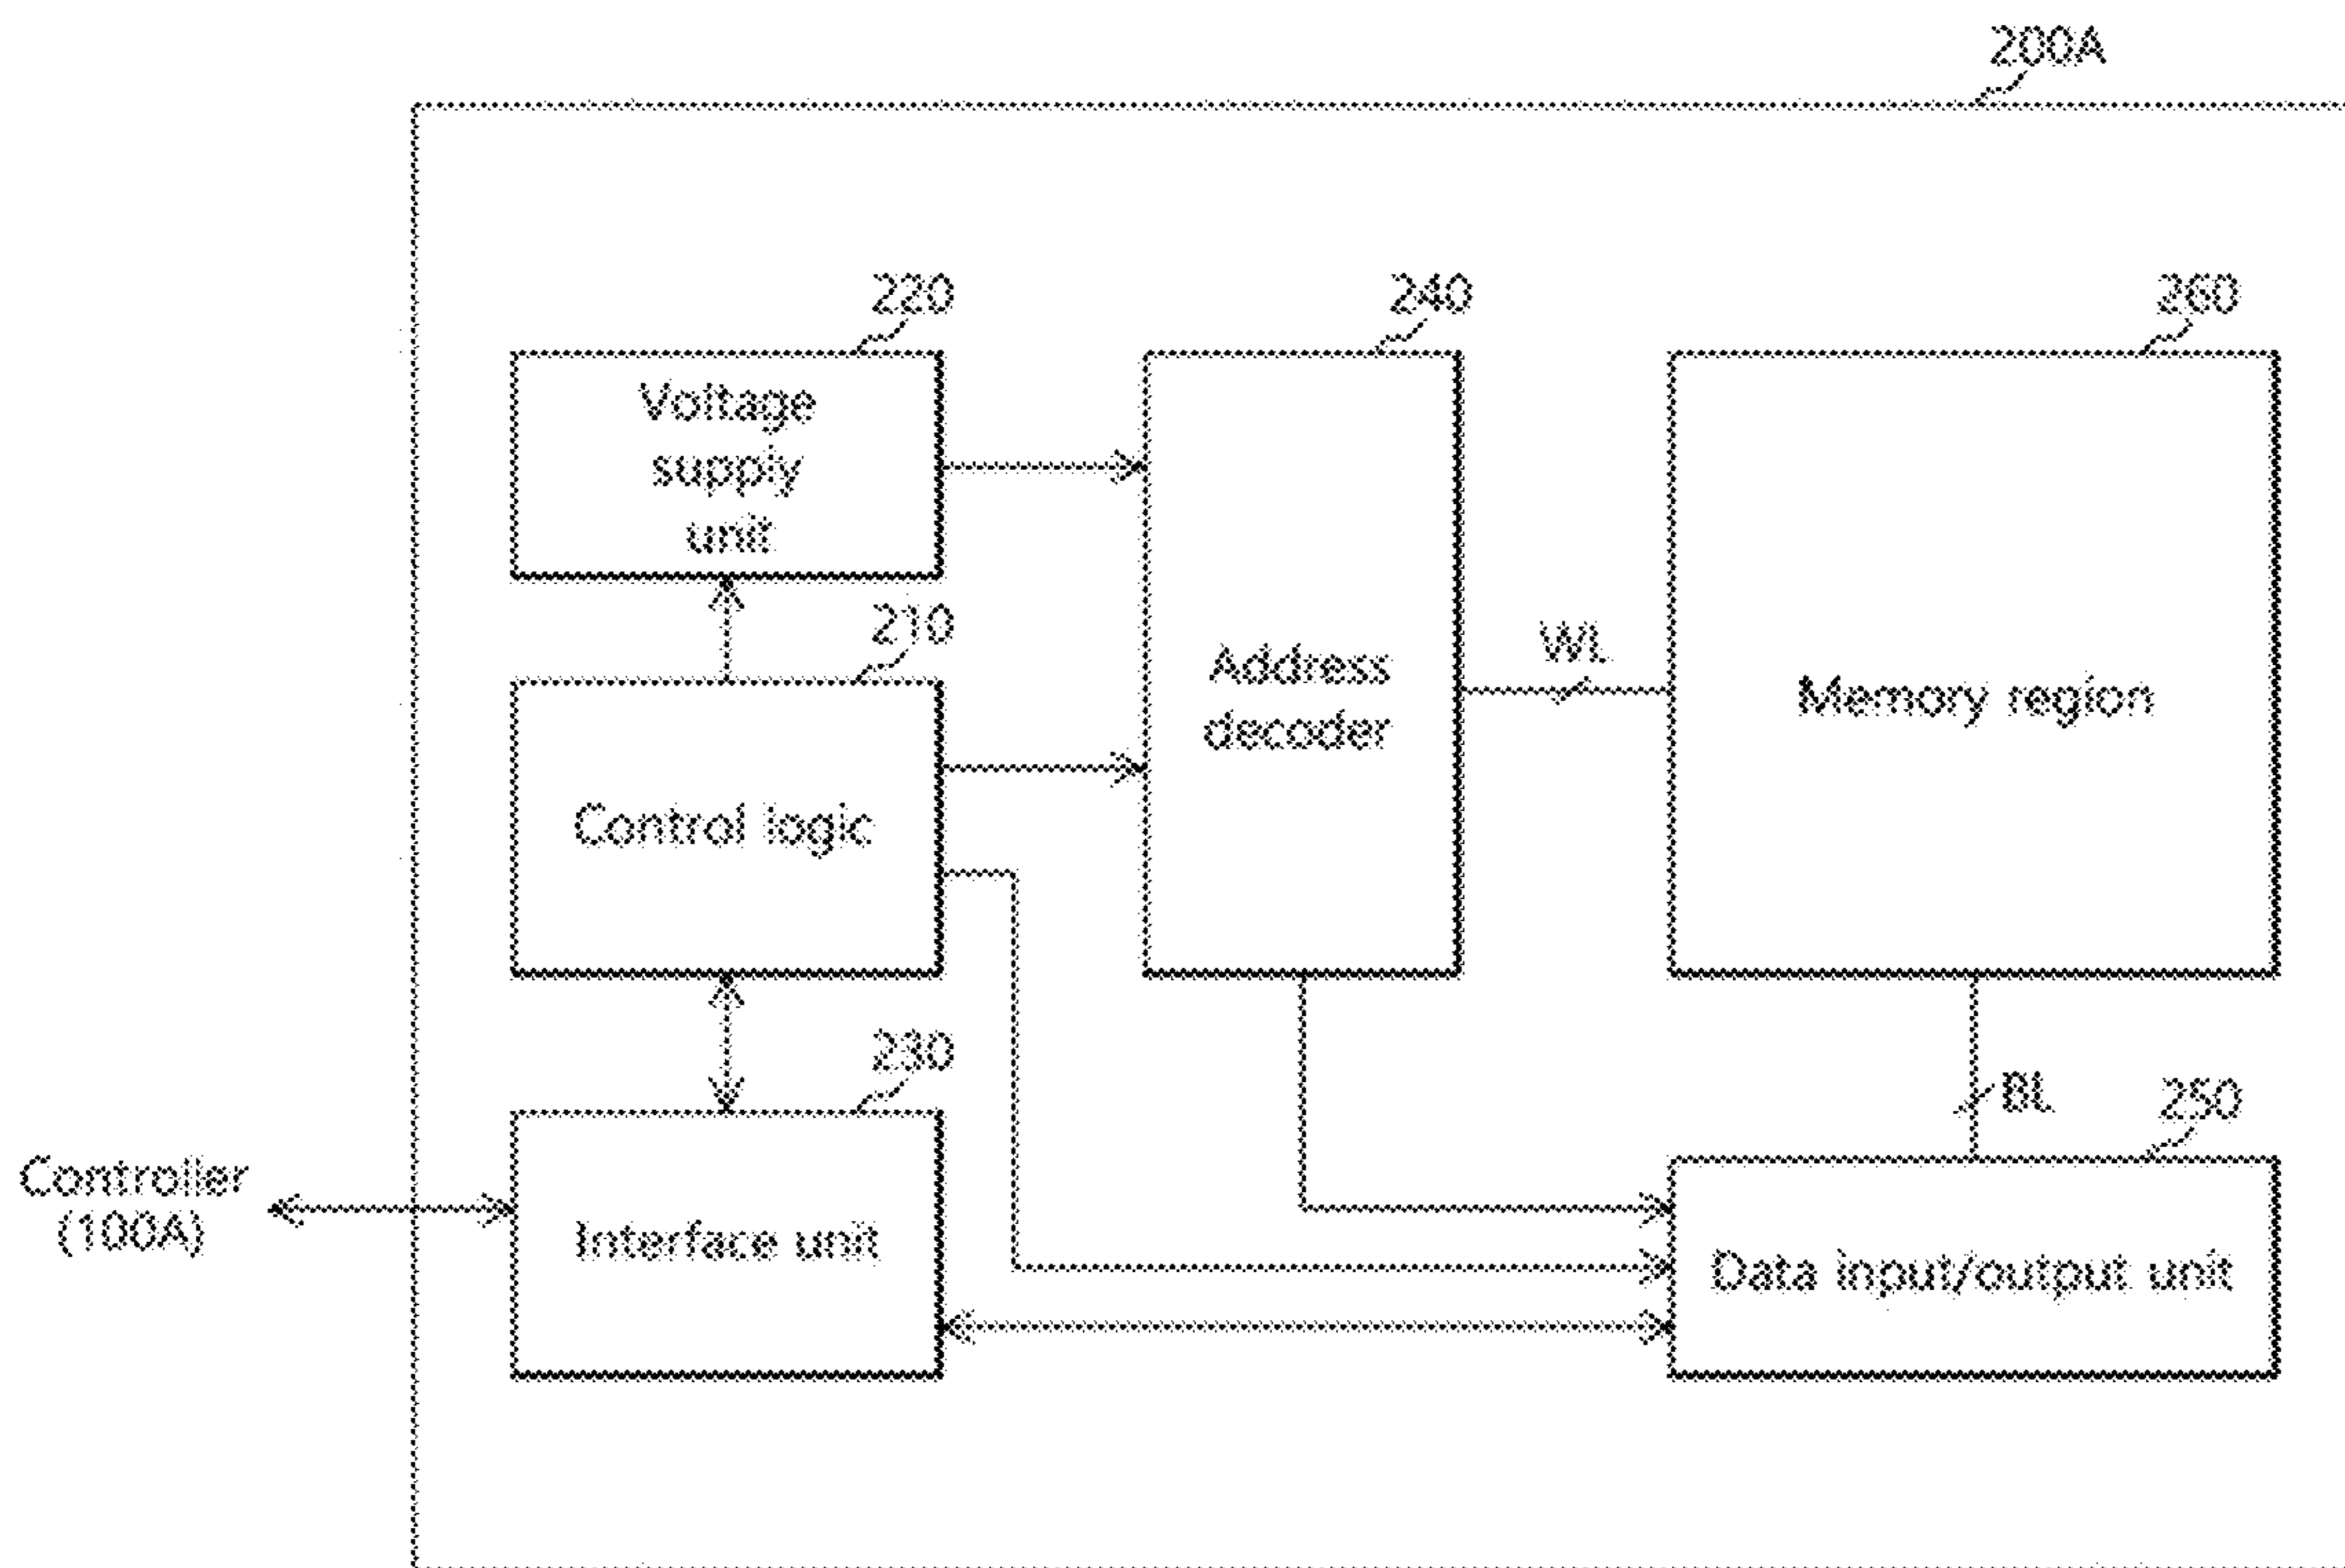 200A
220
240
260
Voltage
supply
unit
210
WL
Address
decoder
Memory region
Control logic
230
BL
250
Controller
(100A)
Interface unit
Data input/output unit